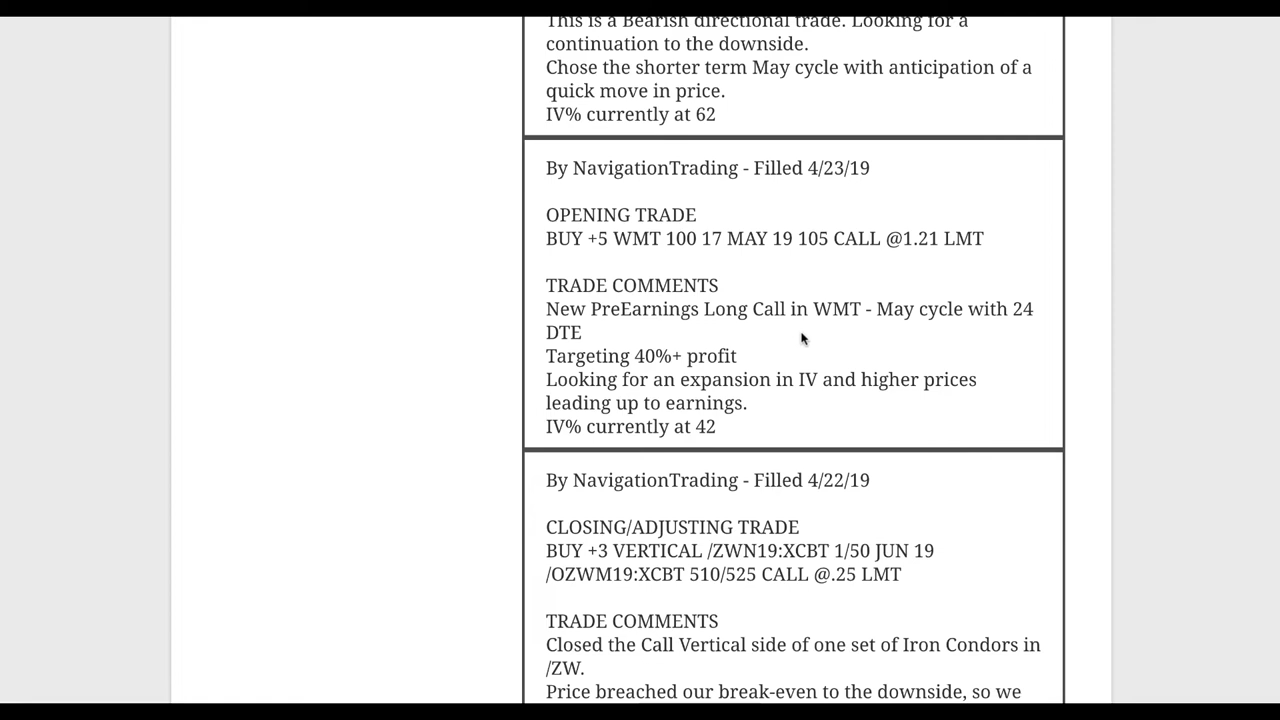 This is a Bearish directional trade. Looking for a
continuation to the downside.
Chose the shorter term May cycle with anticipation of a
quick move in price.
IV% currently at 62
By NavigationTrading - Filled 4/23/19
OPENING TRADE
BUY +5 WMT 100 17 MAY 19 105 CALL @1.21 LMT
TRADE COMMENTS
New PreEarnings Long Call in WMT - May cycle with 24
DTE
Targeting 40%+ profit
Looking for an expansion in IV and higher prices
leading up to earnings.
IV% currently at 42
By NavigationTrading - Filled 4/22/19
CLOSING/ADJUSTING TRADE
BUY +3 VERTICAL /ZWN19:XCBT 1/50 JUN 19
/OZWM19:XCBT 510/525 CALL @.25 LMT
TRADE COMMENTS
Closed the Call Vertical side of one set of Iron Condors in
/ZW.
Price breached our break-even to the downside, so we